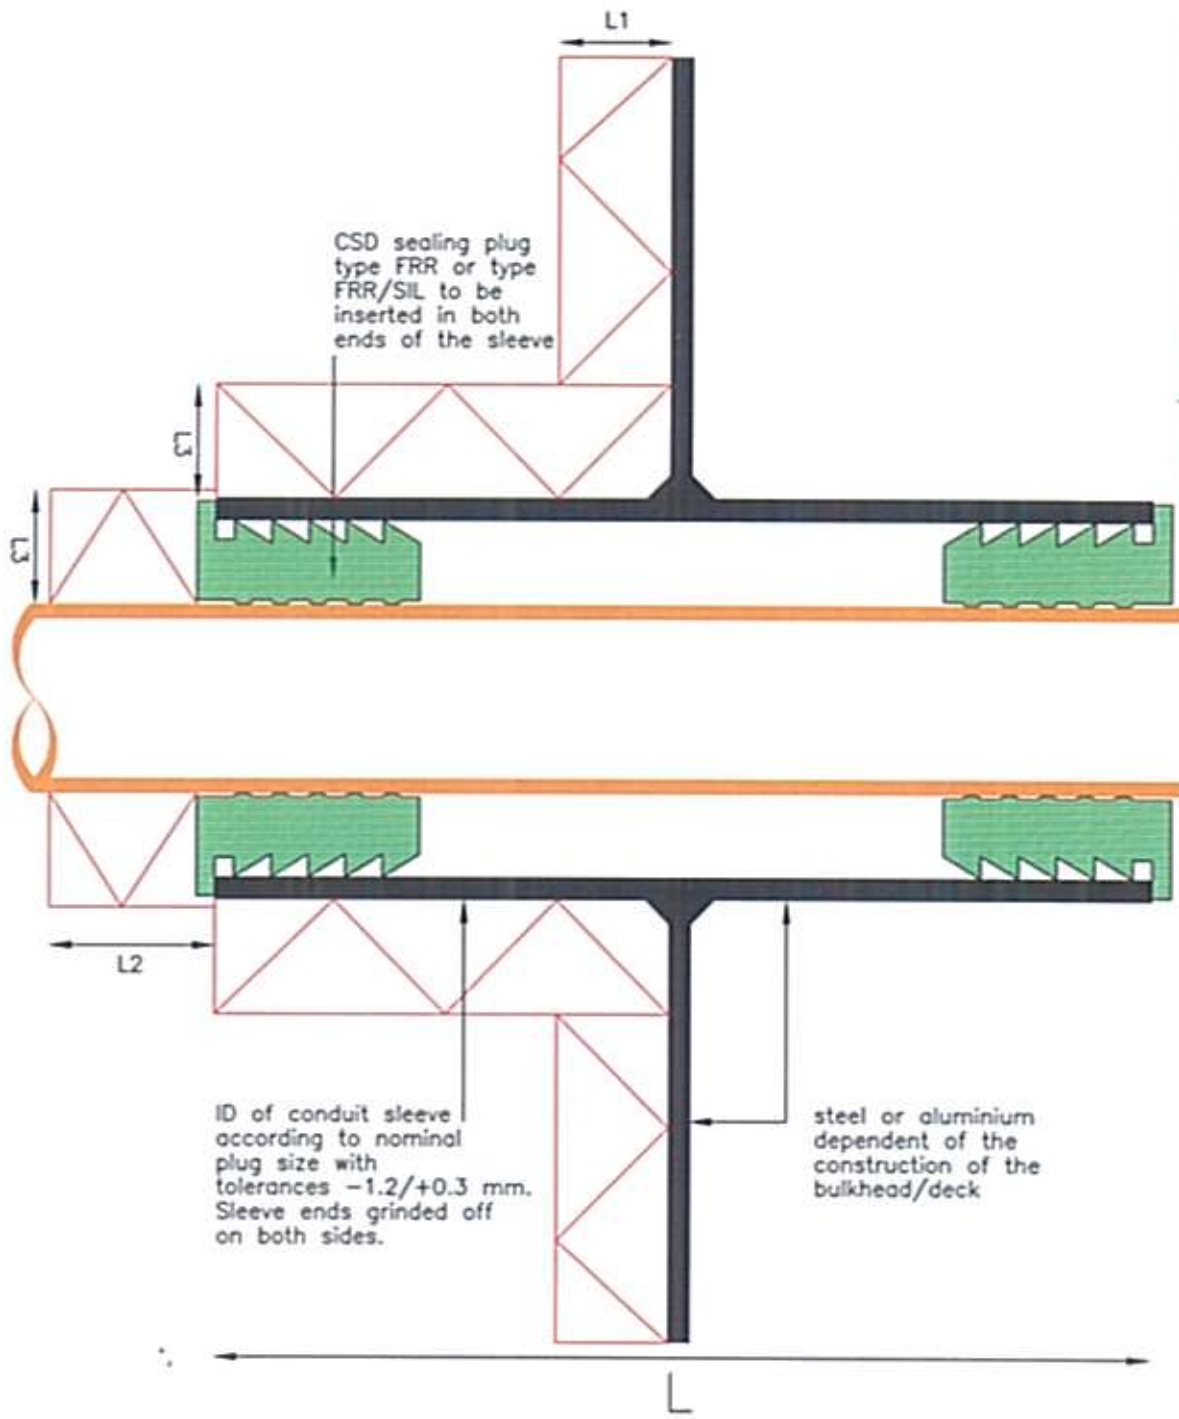 L1
CSD sealing plug
type FRR or type
FRR/SIL to be
inserted in both
ends of the sleeve
L3
L3
L2
ID of conduit sleeve
according to nominal
plug size with
tolerances -1.2/+0.3 mm.
Sleeve ends grinded off
on both sides.
steel or aluminium
dependent of the
construction of the
bulkhead/deck
L